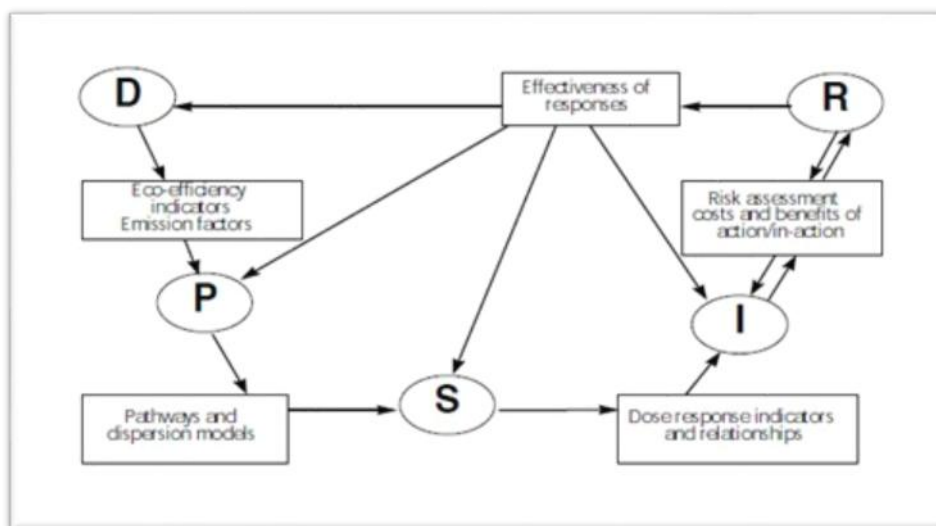 D
Effectiveness of
responses
R
Eco-efficiency
indicators
Emission factors
Risk assessment
costs and benefits of
action/in-action
P
I
S
Pathways and
dispersion models
Dose response indicators
and relationships